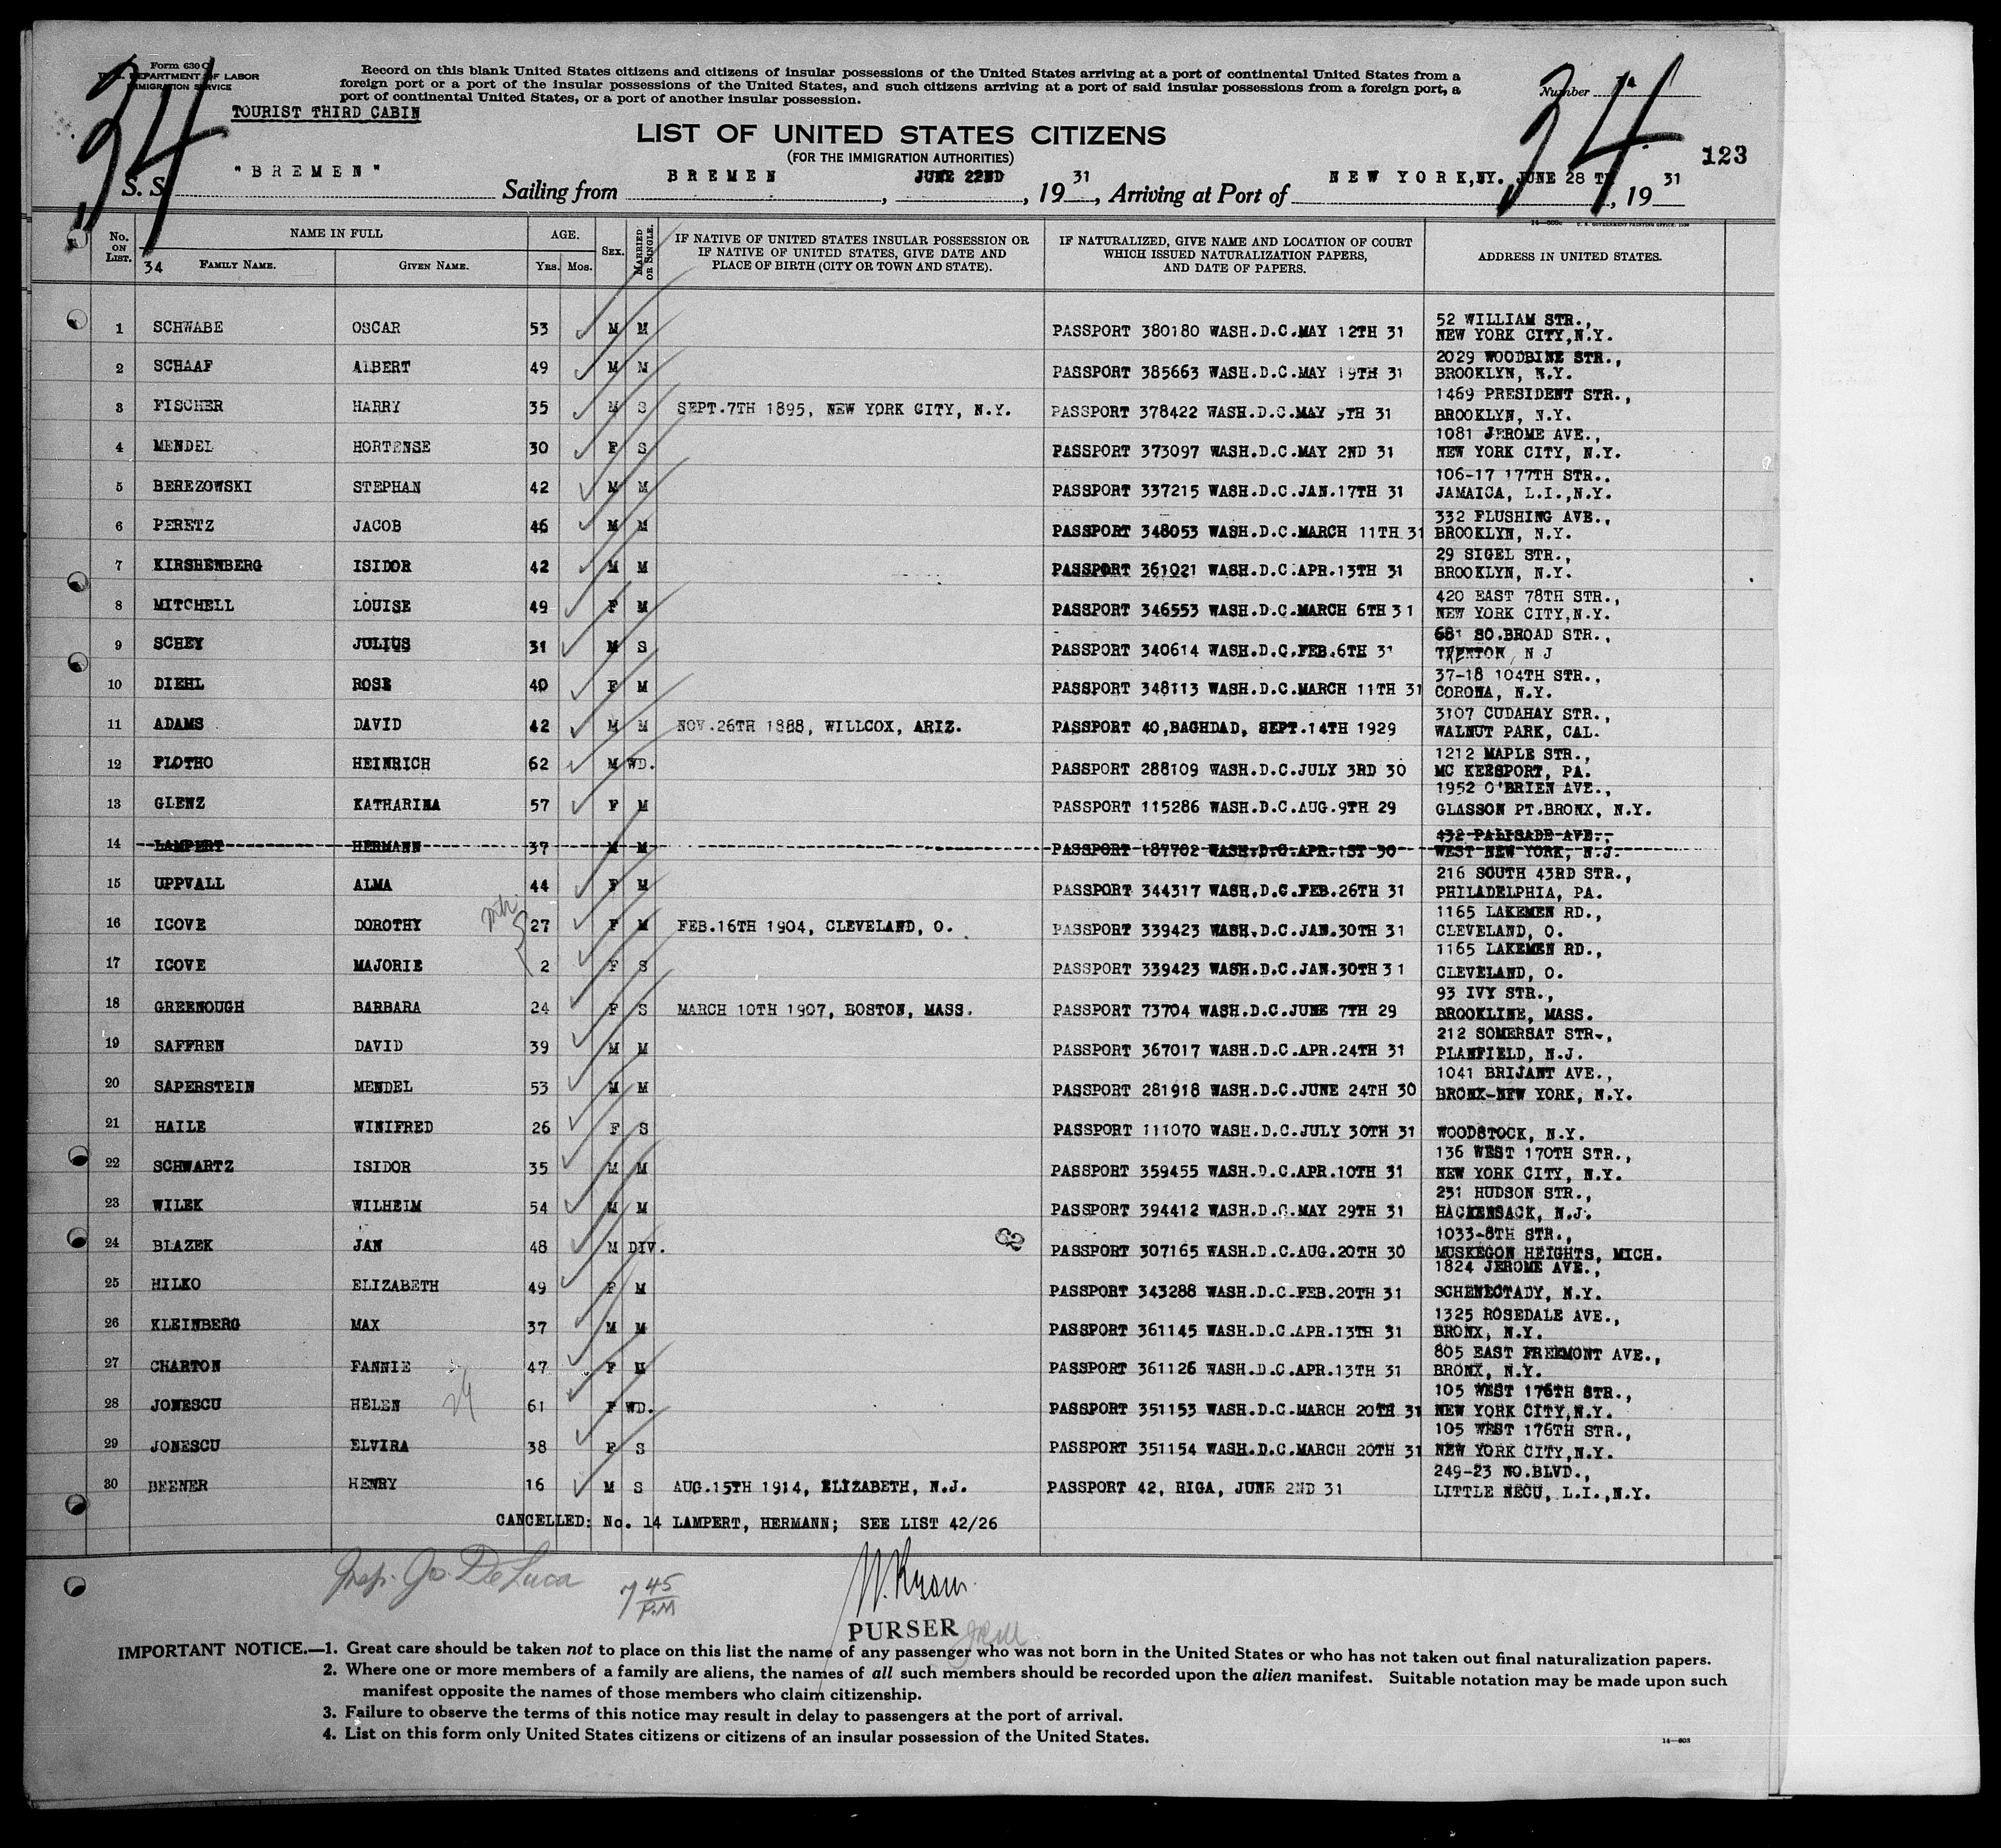 Form 630 C
U. S. DEPARTMENT OF LABOR
IMMIGRATION SERVICE
Record on this blank United States citizens and citizens of insular possessions of the United States arriving at a port of continental United States from a
foreign port or a port of the insular possessions of the United States, and such citizens arriving at a port of said insular possessions from a foreign port, a
port of continental United States, or a port of another insular possession.
Number
TOURIST THIRD CABIN
34
34
LIST OF UNITED STATES CITIZENS
(FOR THE IMMIGRATION AUTHORITIES)
123
S. S. "BREMEN" Sailing from BREMEN, JUNE 22ND, 1931, Arriving at Port of NEW YORK,NY. JUNE 28 TH, 1931
No. ON LIST. NAME IN FULL AGE. SEX. MARRIED OR SINGLE. IF NATIVE OF UNITED STATES INSULAR POSSESSION OR IF NATIVE OF UNITED STATES, GIVE DATE AND PLACE OF BIRTH (CITY OR TOWN AND STATE). IF NATURALIZED, GIVE NAME AND LOCATION OF COURT WHICH ISSUED NATURALIZATION PAPERS, AND DATE OF PAPERS. ADDRESS IN UNITED STATES.
34 FAMILY NAME. GIVEN NAME. YRS. MOS.
1 SCHWABE OSCAR 53 M M PASSPORT 380180 WASH.D.C.MAY 12TH 31 52 WILLIAM STR.,
NEW YORK CITY,N.Y.
2 SCHAAF ALBERT 49 M M PASSPORT 385663 WASH.D.C.MAY 19TH 31 2029 WOODBINE STR.,
BROOKLYN, N.Y.
3 FISCHER HARRY 35 M S SEPT.7TH 1895, NEW YORK CITY, N.Y. PASSPORT 378422 WASH.D.C.MAY 9TH 31 1469 PRESIDENT STR.,
BROOKLYN, N.Y.
4 MENDEL HORTENSE 30 F S PASSPORT 373097 WASH.D.C.MAY 2ND 31 1081 JEROME AVE.,
NEW YORK CITY, N.Y.
5 BEREZOWSKI STEPHAN 42 M M PASSPORT 337215 WASH.D.C.JAN.17TH 31 106-17 177TH STR..
JAMAICA, L.I.,N.Y.
6 PERETZ JACOB 46 M M PASSPORT 348053 WASH.D.C.MARCH 11TH 31 332 FLUSHING AVE.,
BROOKLYN, N.Y.
7 KIRSHENBERG ISIDOR 42 M M PASSPORT 361021 WASH.D.C.APR.13TH 31 29 SIGEL STR.,
BROOKLYN, N.Y.
8 MITCHELL LOUISE 49 F M PASSPORT 346553 WASH.D.C.MARCH 6TH 31 420 EAST 78TH STR.,
NEW YORK CITY,N.Y.
9 SCHEY JULIUS 31 M S PASSPORT 340614 WASH.D.C.FEB.6TH 31 681 SO.BROAD STR.,
TRENTON, N J
10 DIEHL ROSE 40 F M PASSPORT 348113 WASH.D.C.MARCH 11TH 31 37-18 104TH STR.,
CORONA, N.Y.
11 ADAMS DAVID 42 M M NOV.26TH 1888, WILLCOX, ARIZ. PASSPORT 40,BAGHDAD, SEPT.14TH 1929 3107 CUDAHAY STR.,
WALNUT PARK, CAL.
12 FLOTHO HEINRICH 62 M WD. PASSPORT 288109 WASH.D.C.JULY 3RD 30 1212 MAPLE STR.,
MC KEESPORT, PA.
13 GLENZ KATHARINA 57 F M PASSPORT 115286 WASH.D.C.AUG.9TH 29 1952 O'BRIEN AVE.,
GLASSON PT.BRONX, N.Y.
14 LAMPERT HERMANN 37 M M PASSPORT 187702 WASH.D.C.APR.1ST 30 432 PALISADE AVE.,
WEST NEW YORK, N.J.
15 UPPVALL ALMA 44 F M PASSPORT 344317 WASH.D.C.FEB.26TH 31 216 SOUTH 43RD STR.,
PHILADELPHIA, PA.
16 ICOVE DOROTHY 27 F M FEB.16TH 1904, CLEVELAND, O. PASSPORT 339423 WASH.D.C.JAN.30TH 31 1165 LAKEMEN RD.,
CLEVELAND, O.
17 ICOVE MAJORIE 2 F S PASSPORT 339423 WASH.D.C.JAN.30TH 31 1165 LAKEMEN RD.,
CLEVELAND, O.
18 GREENOUGH BARBARA 24 F S MARCH 10TH 1907, BOSTON, MASS. PASSPORT 73704 WASH.D.C.JUNE 7TH 29 93 IVY STR.,
BROOKLINE, MASS.
19 SAFFREN DAVID 39 M M PASSPORT 367017 WASH.D.C.APR.24TH 31 212 SOMERSAT STR-,
PLANFIELD, N.J.
20 SAPERSTEIN MENDEL 53 M M PASSPORT 281918 WASH.D.C.JUNE 24TH 30 1041 BRIJANT AVE.,
BRONX-NEW YORK, N.Y.
21 HAILE WINIFRED 26 F S PASSPORT 111070 WASH.D.C.JULY 30TH 31 WOODSTOCK, N.Y.
22 SCHWARTZ ISIDOR 35 M M PASSPORT 359455 WASH.D.C.APR.10TH 31 136 WEST 170TH STR.,
NEW YORK CITY, N.Y.
23 WILEK WILHELM 54 M M PASSPORT 394412 WASH.D.C.MAY 29TH 31 231 HUDSON STR.,
HACKENSACK, N.J.
24 BLAZEK JAN 48 M DIV. PASSPORT 307165 WASH.D.C.AUG.20TH 30 1033-8TH STR.,
MUSKEGON HEIGHTS, MICH.
25 HILKO ELIZABETH 49 F M PASSPORT 343288 WASH.D.C.FEB.20TH 31 1824 JEROME AVE.,
SCHENECTADY, N.Y.
26 KLEINBERG MAX 37 M M PASSPORT 361145 WASH.D.C.APR.13TH 31 1325 ROSEDALE AVE.,
BRONX, N.Y.
27 CHARTON FANNIE 47 F M PASSPORT 361126 WASH.D.C.APR.13TH 31 805 EAST FREEMONT AVE.,
BRONX, N.Y.
28 JONESCU HELEN 61 F WD. PASSPORT 351153 WASH.D.C.MARCH 20TH 31 105 WEST 176TH STR.,
NEW YORK CITY,N.Y.
29 JONESCU ELVIRA 38 F S PASSPORT 351154 WASH.D.C.MARCH 20TH 31 105 WEST 176TH STR.,
NEW YORK CITY,N.Y.
30 BEENER HENRY 16 M S AUG.15TH 1914, ELIZABETH, N.J. PASSPORT 42, RIGA, JUNE 2ND 31 249-23 NO.BLVD.,
LITTLE NECU, L.I.,N.Y.
CANCELLED: No. 14 LAMPERT, HERMANN; SEE LIST 42/26
Insp. Jos. De Luca 7 45 P.M
PURSER
IMPORTANT NOTICE.—1. Great care should be taken not to place on this list the name of any passenger who was not born in the United States or who has not taken out final naturalization papers.
2. Where one or more members of a family are aliens, the names of all such members should be recorded upon the alien manifest. Suitable notation may be made upon such
manifest opposite the names of those members who claim citizenship.
3. Failure to observe the terms of this notice may result in delay to passengers at the port of arrival.
4. List on this form only United States citizens or citizens of an insular possession of the United States.
14—603